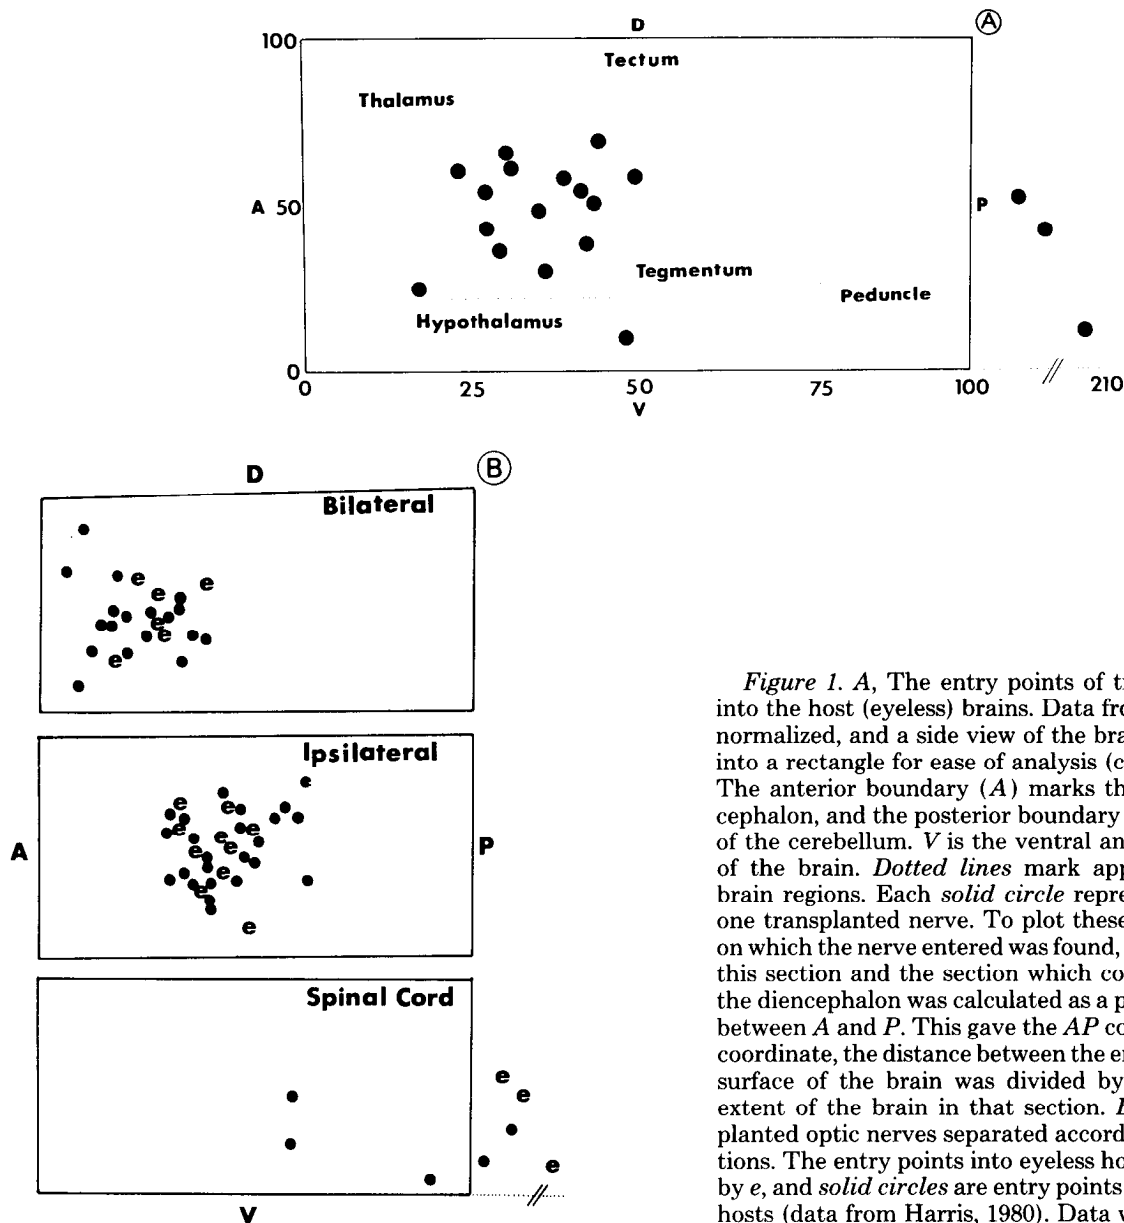 D
A
100
Tectum
Thalamus
A 50
P
Tegmentum
Peduncle
Hypothalamus
0
0 25 50 75 100 210
V
D
B
Bilateral
e
e
e
e
e
e
Ipsilateral
e
e
e
e
e
e
e
e
e
e
e
e
A
P
Spinal Cord
e
e
e
V
Figure 1. A, The entry points of t
into the host (eyeless) brains. Data fro
normalized, and a side view of the bra
into a rectangle for ease of analysis (c
The anterior boundary (A) marks th
cephalon, and the posterior boundary
of the cerebellum. V is the ventral an
of the brain. Dotted lines mark app
brain regions. Each solid circle repre
one transplanted nerve. To plot these
on which the nerve entered was found,
this section and the section which co
the diencephalon was calculated as a p
between A and P. This gave the AP co
coordinate, the distance between the e
surface of the brain was divided by
extent of the brain in that section.
planted optic nerves separated accord
tions. The entry points into eyeless ho
by e, and solid circles are entry points
hosts (data from Harris, 1980). Data w